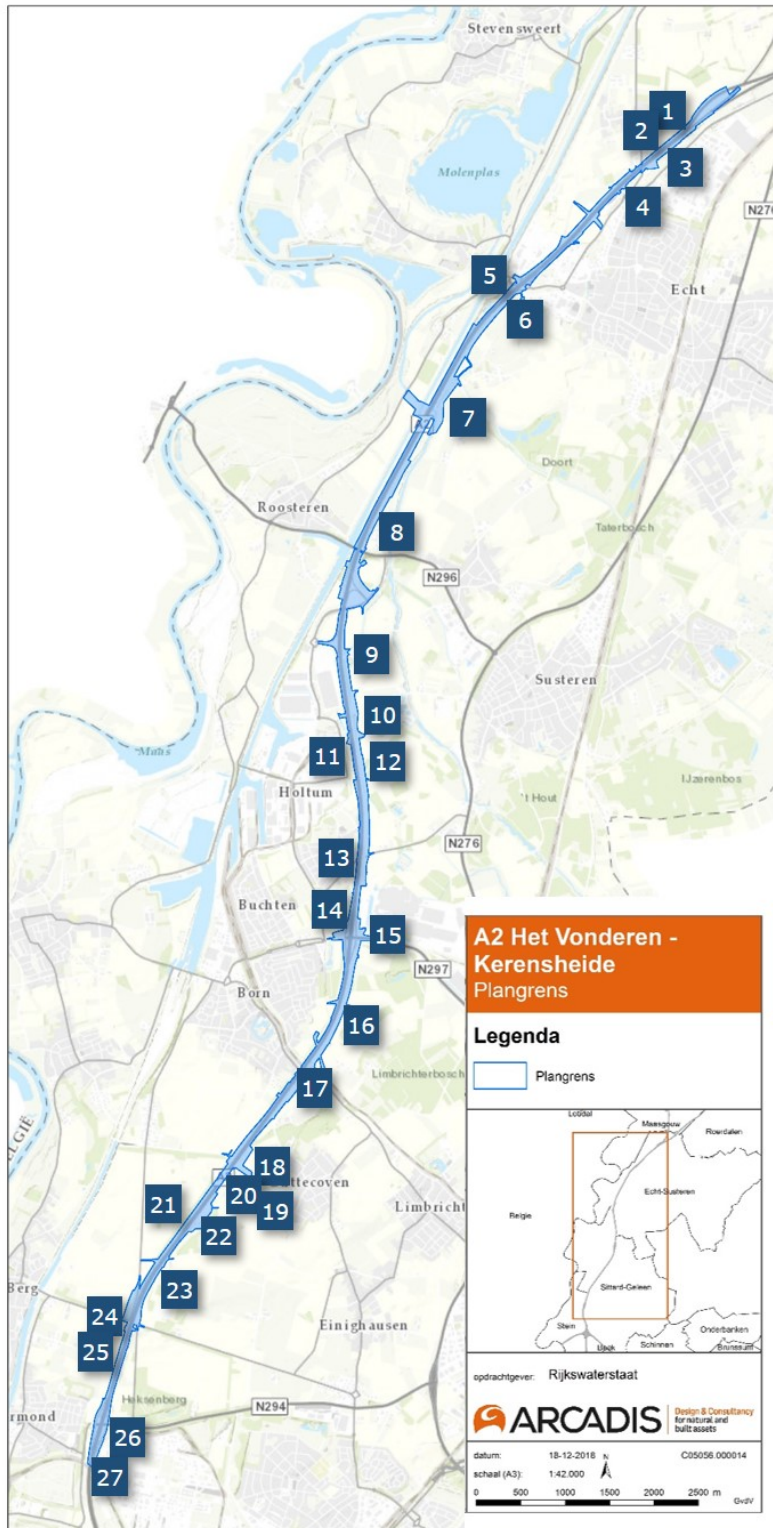 Stevensweert
1
2
3
Molenplas
4
N276
5
Echt
6
7
Doort
Roosteren
8
Taterbosch
N296
9
Susteren
10
Maas
11
12
IJzerenbos
Holtum
't Hout
13
N276
Buchten
14
15
N297
Born
16
Limbrichterbosch
17
18
20
19
21
22
Limbricht
23
Berg
24
Einighausen
25
Heksenberg
N294
26
27
A2 Het Vonderen -
Kerensheide
Plangrens
Legenda
Plangrens
Maasgouw
Roerdalen
Echt-Susteren
Belgie
Sittard-Geleen
Stein
Beek
Schinnen
Onderbanken
Brunssum
opdrachtgever: Rijkswaterstaat
ARCADIS
Design & Consultancy
for natural and
built assets
datum: 18-12-2018 N C05056.000014
schaal (A3): 1:42.000
0 500 1000 1500 2000 2500 m
GvdV